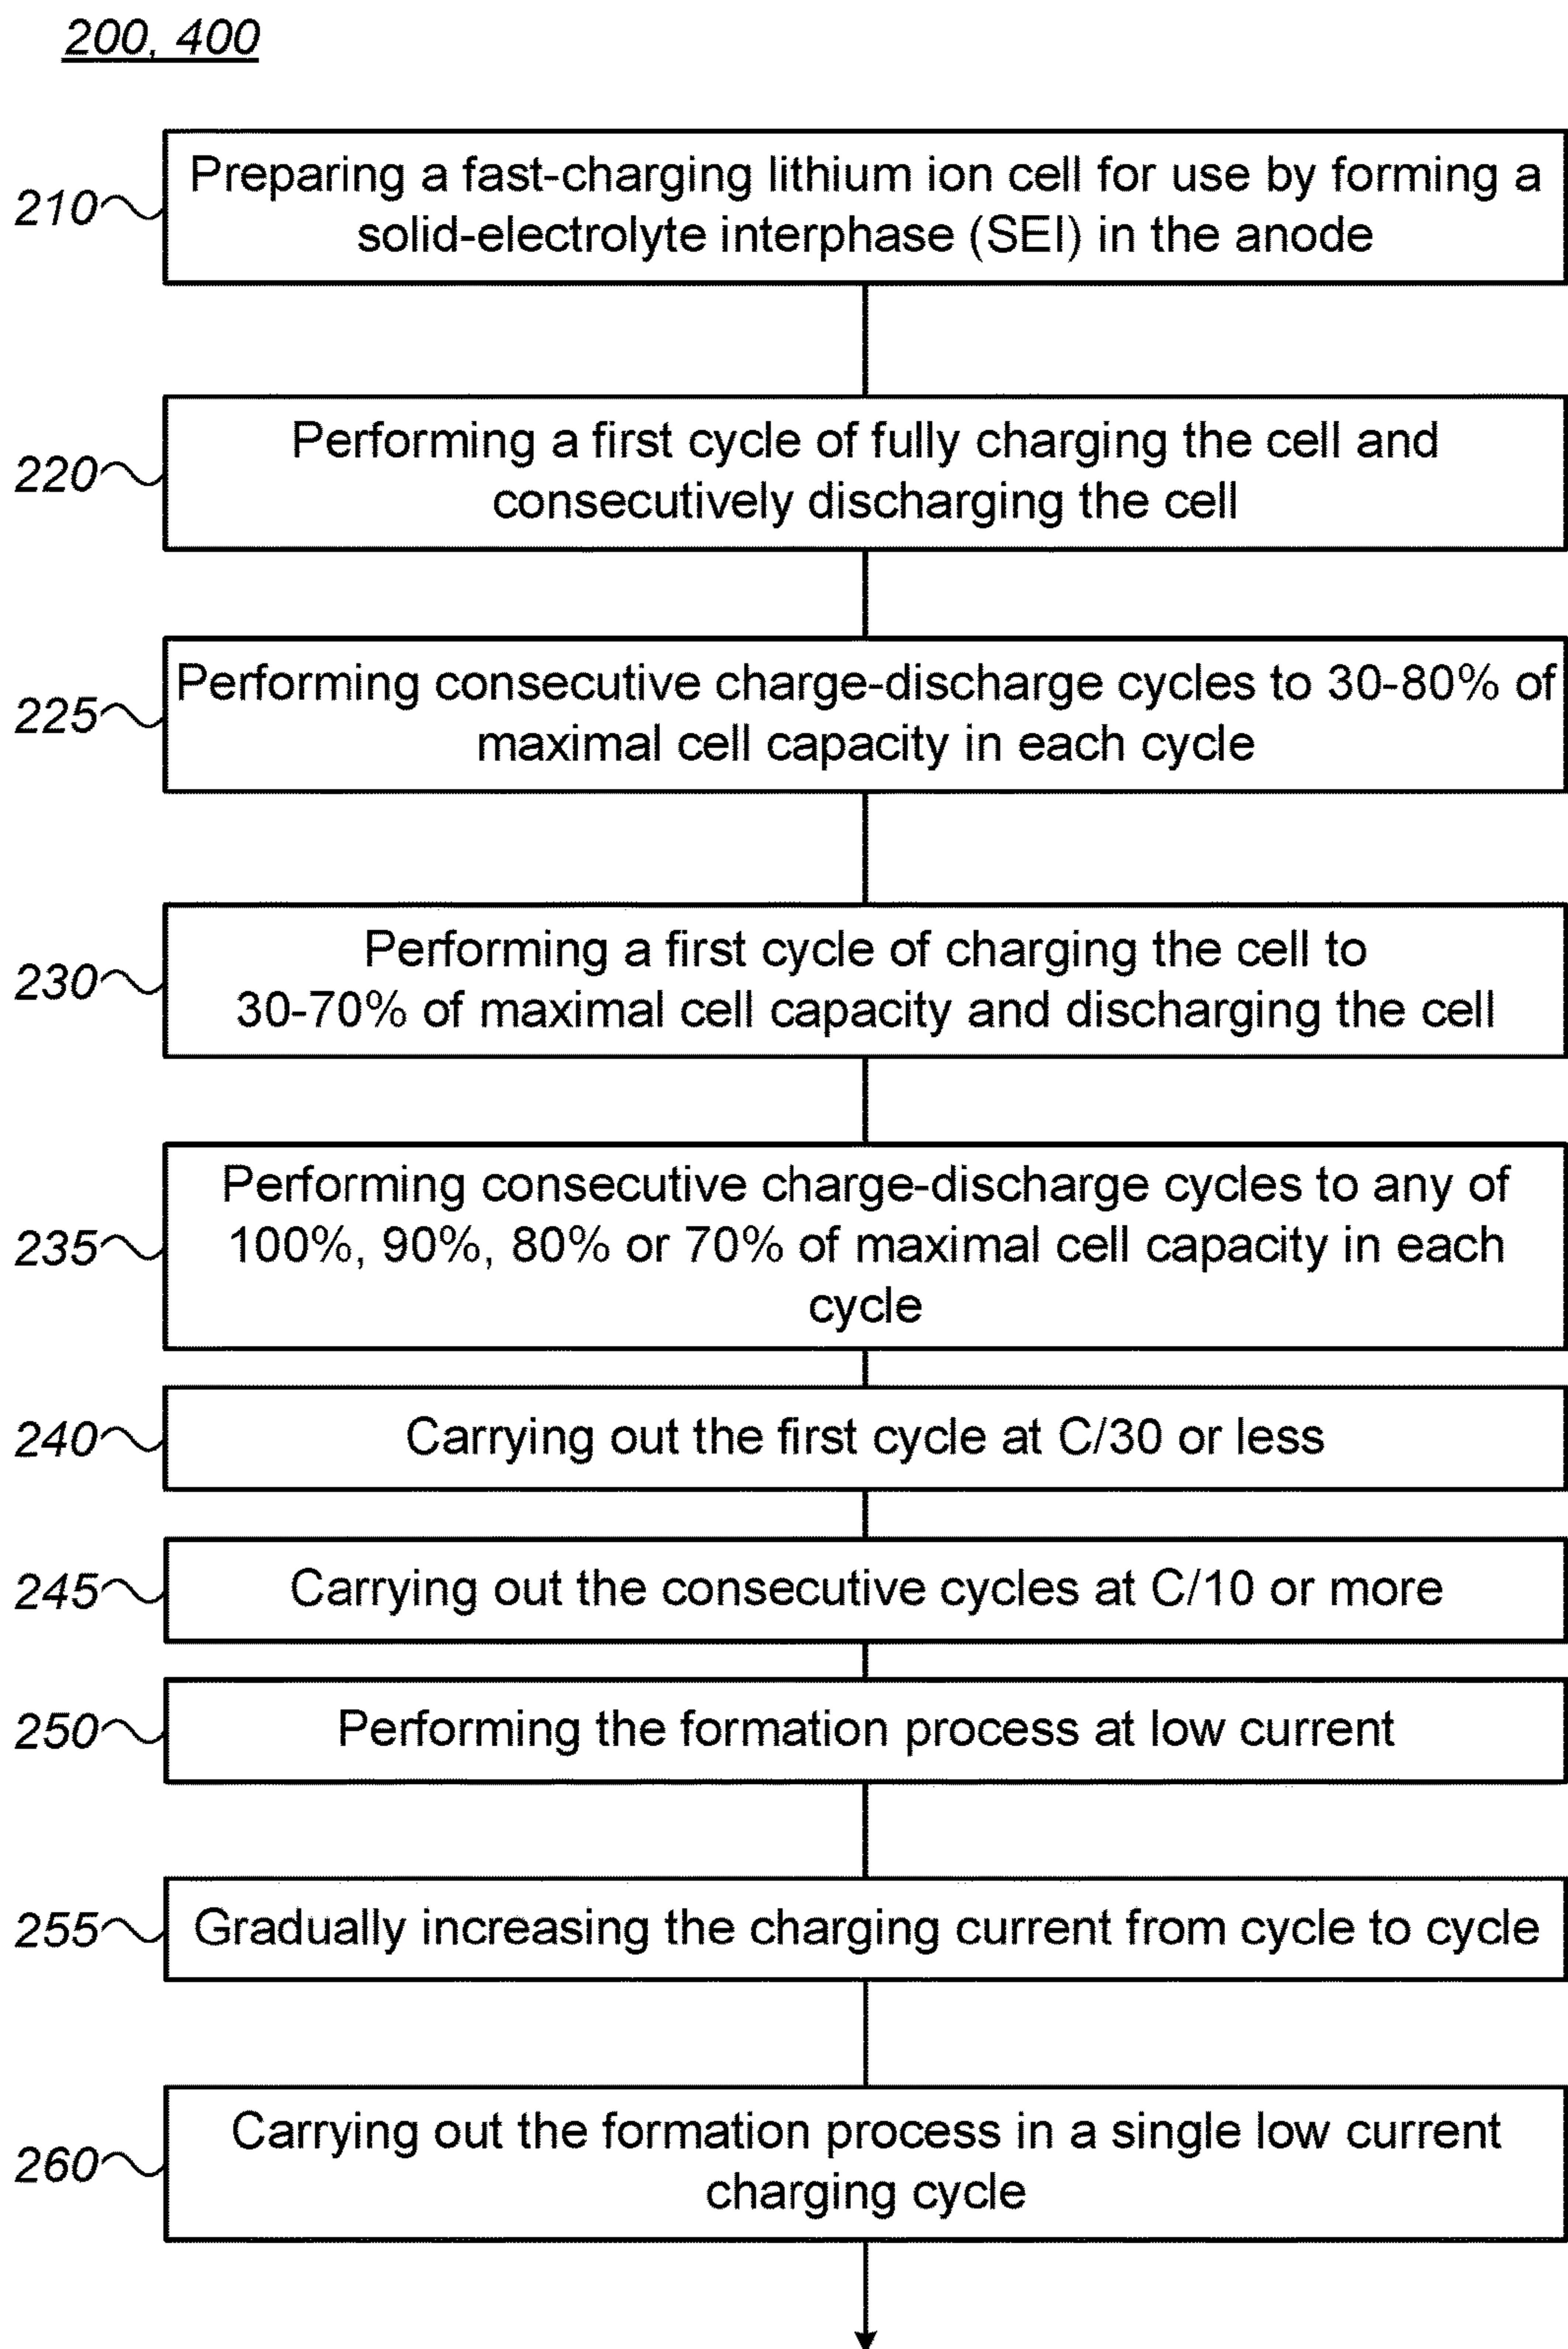 200, 400
210
Preparing a fast-charging lithium ion cell for use by forming a
solid-electrolyte interphase (SEI) in the anode
220
Performing a first cycle of fully charging the cell and
consecutively discharging the cell
225
Performing consecutive charge-discharge cycles to 30-80% of
maximal cell capacity in each cycle
230
Performing a first cycle of charging the cell to
30-70% of maximal cell capacity and discharging the cell
235
Performing consecutive charge-discharge cycles to any of
100%, 90%, 80% or 70% of maximal cell capacity in each
cycle
240
Carrying out the first cycle at C/30 or less
245
Carrying out the consecutive cycles at C/10 or more
250
Performing the formation process at low current
255
Gradually increasing the charging current from cycle to cycle
260
Carrying out the formation process in a single low current
charging cycle